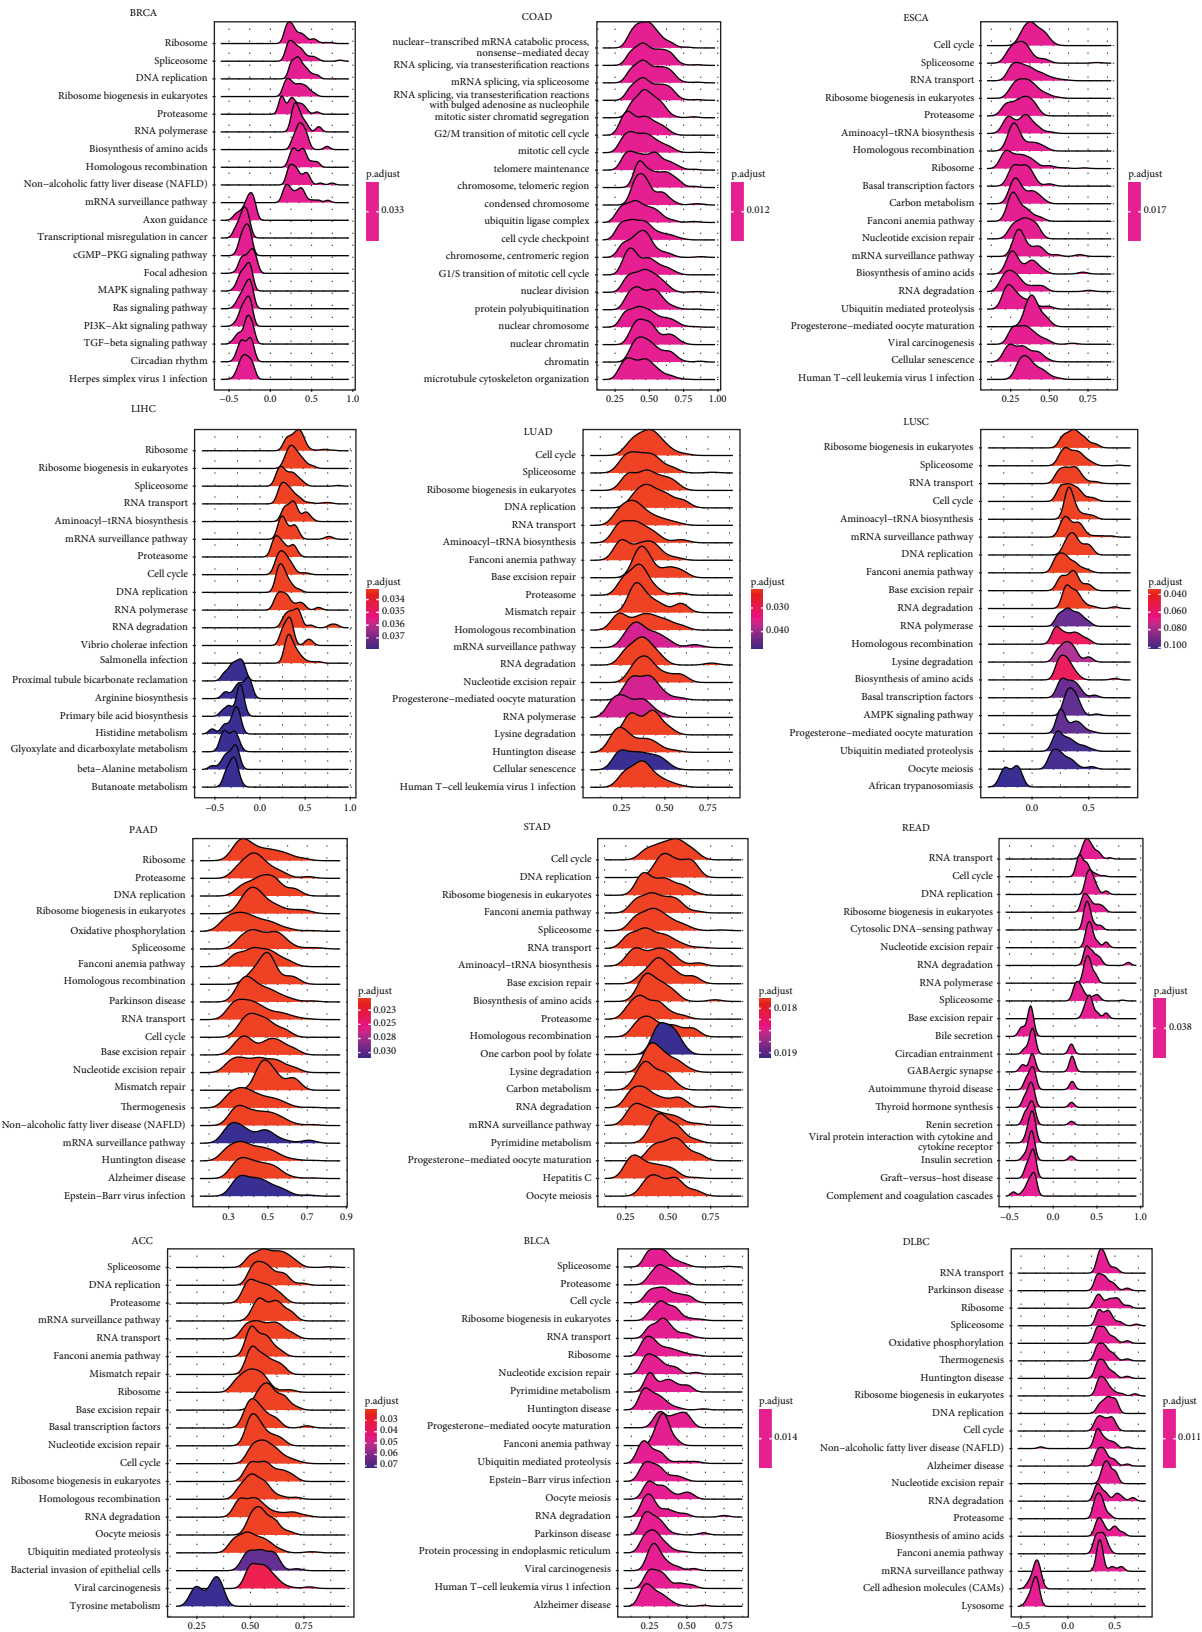 BRCA
Ribosome
Spliceosome
DNA replication
Ribosome biogenesis in eukaryotes
Proteasome
RNA polymerase
Biosynthesis of amino acids
Homologous recombination
Non−alcoholic fatty liver disease (NAFLD)
mRNA surveillance pathway
Axon guidance
Transcriptional misregulation in cancer
cGMP−PKG signaling pathway
Focal adhesion
MAPK signaling pathway
Ras signaling pathway
PI3K−Akt signaling pathway
TGF−beta signaling pathway
Circadian rhythm
Herpes simplex virus 1 infection
−0.5 0.0 0.5 1.0
p.adjust
0.033
COAD
nuclear−transcribed mRNA catabolic process,
nonsense−mediated decay
RNA splicing, via transesterification reactions
mRNA splicing, via spliceosome
RNA splicing, via transesterification reactions
with bulged adenosine as nucleophile
mitotic sister chromatid segregation
G2/M transition of mitotic cell cycle
mitotic cell cycle
telomere maintenance
chromosome, telomeric region
condensed chromosome
ubiquitin ligase complex
cell cycle checkpoint
chromosome, centromeric region
G1/S transition of mitotic cell cycle
nuclear division
protein polyubiquitination
nuclear chromosome
nuclear chromatin
chromatin
microtubule cytoskeleton organization
0.25 0.50 0.75 1.00
p.adjust
0.012
ESCA
Cell cycle
Spliceosome
RNA transport
Ribosome biogenesis in eukaryotes
Proteasome
Aminoacyl−tRNA biosynthesis
Homologous recombination
Ribosome
Basal transcription factors
Carbon metabolism
Fanconi anemia pathway
Nucleotide excision repair
mRNA surveillance pathway
Biosynthesis of amino acids
RNA degradation
Ubiquitin mediated proteolysis
Progesterone−mediated oocyte maturation
Viral carcinogenesis
Cellular senescence
Human T−cell leukemia virus 1 infection
0.25 0.50 0.75
p.adjust
0.017
LIHC
Ribosome
Ribosome biogenesis in eukaryotes
Spliceosome
RNA transport
Aminoacyl−tRNA biosynthesis
mRNA surveillance pathway
Proteasome
Cell cycle
DNA replication
RNA polymerase
RNA degradation
Vibrio cholerae infection
Salmonella infection
Proximal tubule bicarbonate reclamation
Arginine biosynthesis
Primary bile acid biosynthesis
Histidine metabolism
Glyoxylate and dicarboxylate metabolism
beta−Alanine metabolism
Butanoate metabolism
−0.5 0.0 0.5 1.0
p.adjust
0.034
0.035
0.036
0.037
LUAD
Cell cycle
Spliceosome
Ribosome biogenesis in eukaryotes
DNA replication
RNA transport
Aminoacyl−tRNA biosynthesis
Fanconi anemia pathway
Base excision repair
Proteasome
Mismatch repair
Homologous recombination
mRNA surveillance pathway
RNA degradation
Nucleotide excision repair
Progesterone−mediated oocyte maturation
RNA polymerase
Lysine degradation
Huntington disease
Cellular senescence
Human T−cell leukemia virus 1 infection
0.25 0.50 0.75
p.adjust
0.030
0.040
LUSC
Ribosome biogenesis in eukaryotes
Spliceosome
RNA transport
Cell cycle
Aminoacyl−tRNA biosynthesis
mRNA surveillance pathway
DNA replication
Fanconi anemia pathway
Base excision repair
RNA degradation
RNA polymerase
Homologous recombination
Lysine degradation
Biosynthesis of amino acids
Basal transcription factors
AMPK signaling pathway
Progesterone−mediated oocyte maturation
Ubiquitin mediated proteolysis
Oocyte meiosis
African trypanosomiasis
0.0 0.5
p.adjust
0.040
0.060
0.080
0.100
PAAD
Ribosome
Proteasome
DNA replication
Ribosome biogenesis in eukaryotes
Oxidative phosphorylation
Spliceosome
Fanconi anemia pathway
Homologous recombination
Parkinson disease
RNA transport
Cell cycle
Base excision repair
Nucleotide excision repair
Mismatch repair
Thermogenesis
Non−alcoholic fatty liver disease (NAFLD)
mRNA surveillance pathway
Huntington disease
Alzheimer disease
Epstein−Barr virus infection
0.3 0.5 0.7 0.9
p.adjust
0.023
0.025
0.028
0.030
STAD
Cell cycle
DNA replication
Ribosome biogenesis in eukaryotes
Fanconi anemia pathway
Spliceosome
RNA transport
Aminoacyl−tRNA biosynthesis
Base excision repair
Biosynthesis of amino acids
Proteasome
Homologous recombination
One carbon pool by folate
Lysine degradation
Carbon metabolism
RNA degradation
mRNA surveillance pathway
Pyrimidine metabolism
Progesterone−mediated oocyte maturation
Hepatitis C
Oocyte meiosis
0.25 0.50 0.75
p.adjust
0.018
0.019
READ
RNA transport
Cell cycle
DNA replication
Ribosome biogenesis in eukaryotes
Cytosolic DNA−sensing pathway
Nucleotide excision repair
RNA degradation
RNA polymerase
Spliceosome
Base excision repair
Bile secretion
Circadian entrainment
GABAergic synapse
Autoimmune thyroid disease
Thyroid hormone synthesis
Renin secretion
Viral protein interaction with cytokine and
cytokine receptor
Insulin secretion
Graft−versus−host disease
Complement and coagulation cascades
−0.5 0.0 0.5 1.0
p.adjust
0.038
ACC
Spliceosome
DNA replication
Proteasome
mRNA surveillance pathway
RNA transport
Fanconi anemia pathway
Mismatch repair
Ribosome
Base excision repair
Basal transcription factors
Nucleotide excision repair
Cell cycle
Ribosome biogenesis in eukaryotes
Homologous recombination
RNA degradation
Oocyte meiosis
Ubiquitin mediated proteolysis
Bacterial invasion of epithelial cells
Viral carcinogenesis
Tyrosine metabolism
0.25 0.50 0.75
p.adjust
0.03
0.04
0.05
0.06
0.07
BLCA
Spliceosome
Proteasome
Cell cycle
Ribosome biogenesis in eukaryotes
RNA transport
Ribosome
Nucleotide excision repair
Pyrimidine metabolism
Huntington disease
Progesterone−mediated oocyte maturation
Fanconi anemia pathway
Ubiquitin mediated proteolysis
Epstein−Barr virus infection
Oocyte meiosis
RNA degradation
Parkinson disease
Protein processing in endoplasmic reticulum
Viral carcinogenesis
Human T−cell leukemia virus 1 infection
Alzheimer disease
0.25 0.50 0.75
p.adjust
0.014
DLBC
RNA transport
Parkinson disease
Ribosome
Spliceosome
Oxidative phosphorylation
Thermogenesis
Huntington disease
Ribosome biogenesis in eukaryotes
DNA replication
Cell cycle
Non−alcoholic fatty liver disease (NAFLD)
Alzheimer disease
Nucleotide excision repair
RNA degradation
Proteasome
Biosynthesis of amino acids
Fanconi anemia pathway
mRNA surveillance pathway
Cell adhesion molecules (CAMs)
Lysosome
−0.5 0.0 0.5
p.adjust
0.011